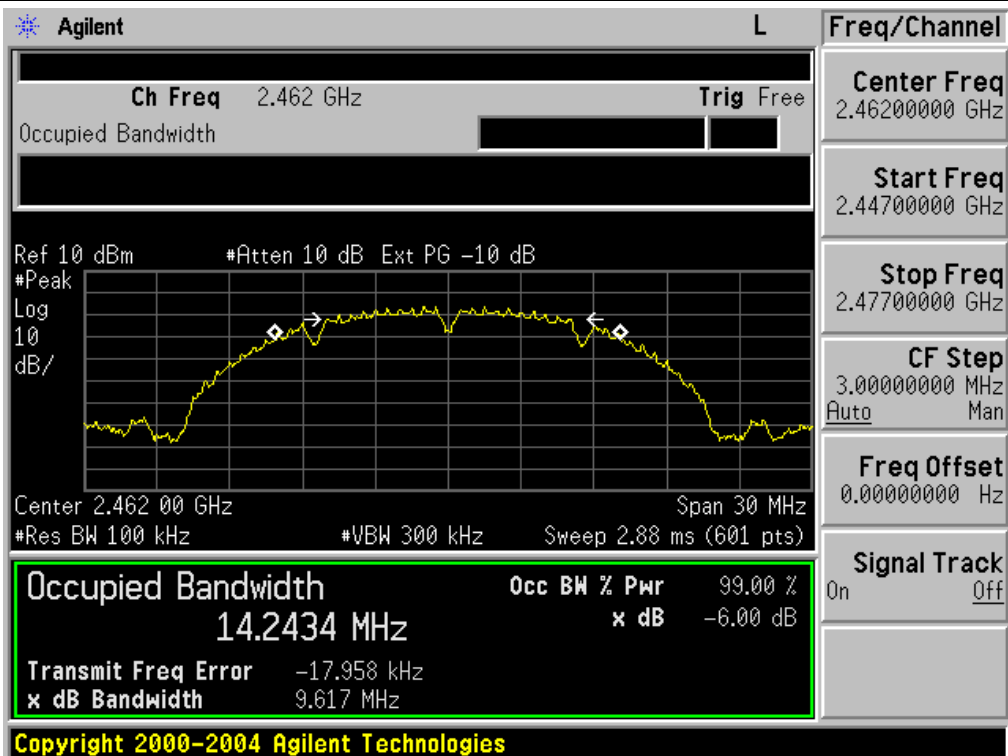 Agilent L Freq/Channel
Ch Freq 2.462 GHz Trig Free
Occupied Bandwidth
Center Freq
2.46200000 GHz
Start Freq
2.44700000 GHz
Stop Freq
2.47700000 GHz
CF Step
3.00000000 MHz
Auto Man
Freq Offset
0.00000000 Hz
Signal Track
On Off
Ref 10 dBm #Atten 10 dB Ext PG -10 dB
#Peak
Log
10
dB/
Center 2.462 00 GHz Span 30 MHz
#Res BW 100 kHz #VBW 300 kHz Sweep 2.88 ms (601 pts)
Occupied Bandwidth Occ BW % Pwr 99.00 %
14.2434 MHz x dB -6.00 dB
Transmit Freq Error -17.958 kHz
x dB Bandwidth 9.617 MHz
Copyright 2000-2004 Agilent Technologies